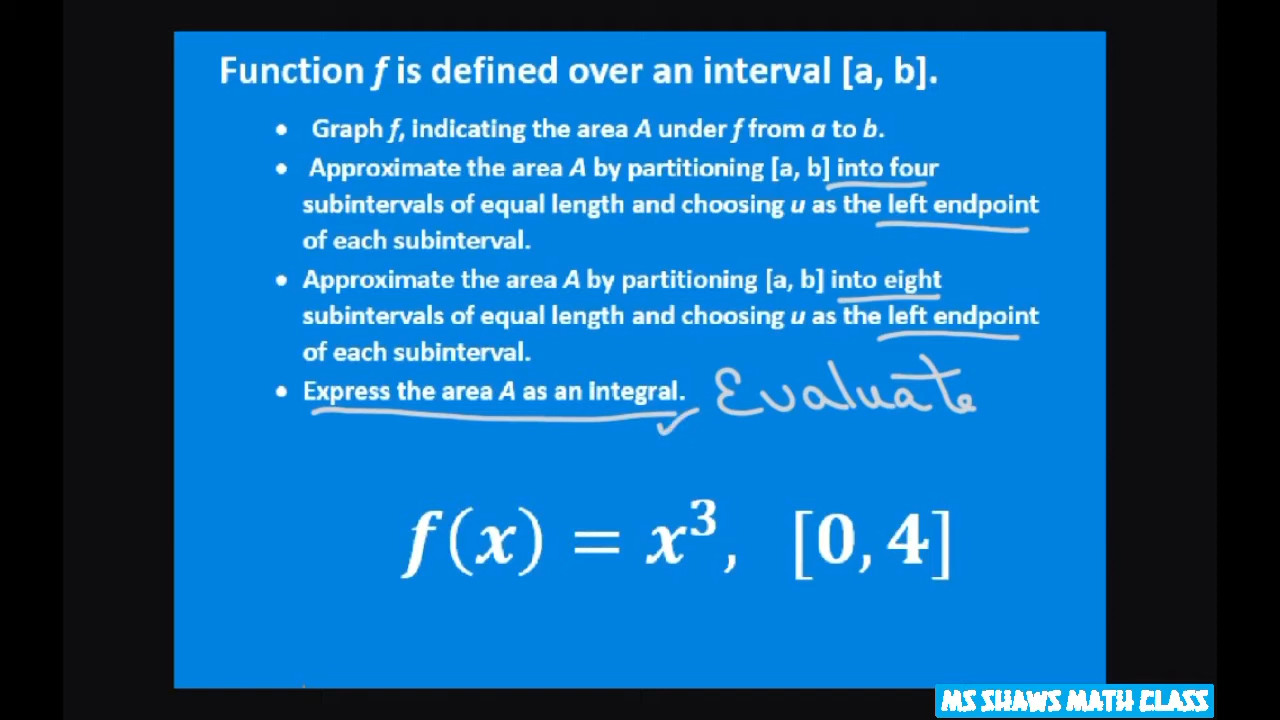 Function f is defined over an interval [a, b].
• Graph f, indicating the area A under f from a to b.
• Approximate the area A by partitioning [a, b] into four
subintervals of equal length and choosing u as the left endpoint
of each subinterval.
• Approximate the area A by partitioning [a, b] into eight
subintervals of equal length and choosing u as the left endpoint
of each subinterval.
• Express the area A as an integral. Evaluate
f(x) = x³, [0, 4]
MS SHAWS MATH CLASS